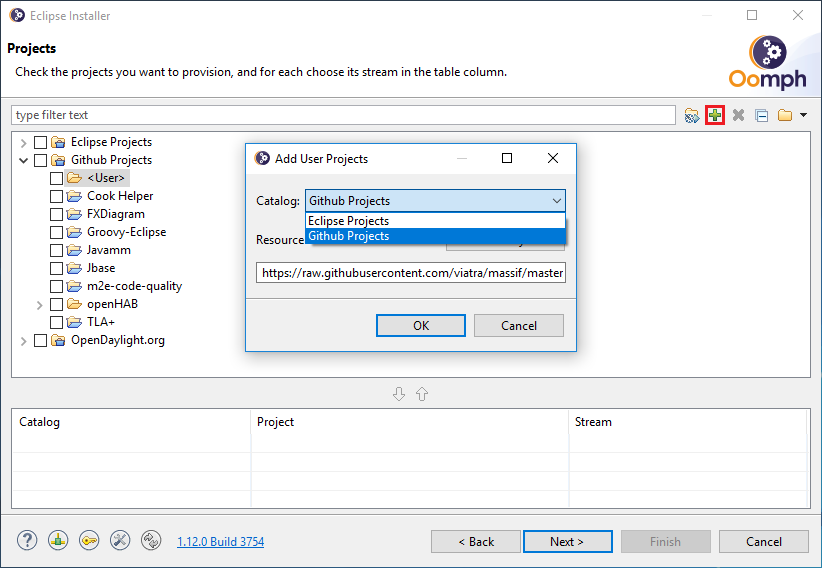 Eclipse Installer
Projects
Check the projects you want to provision, and for each choose its stream in the table column.
Oomph
type filter text
Eclipse Projects
Github Projects
<User>
Cook Helper
FXDiagram
Groovy-Eclipse
Javamm
Jbase
m2e-code-quality
openHAB
TLA+
OpenDaylight.org
Add User Projects
Catalog: Github Projects
Eclipse Projects
Github Projects
Resource
https://raw.githubusercontent.com/viatra/massif/master
OK Cancel
Catalog Project Stream
1.12.0 Build 3754
< Back Next > Finish Cancel